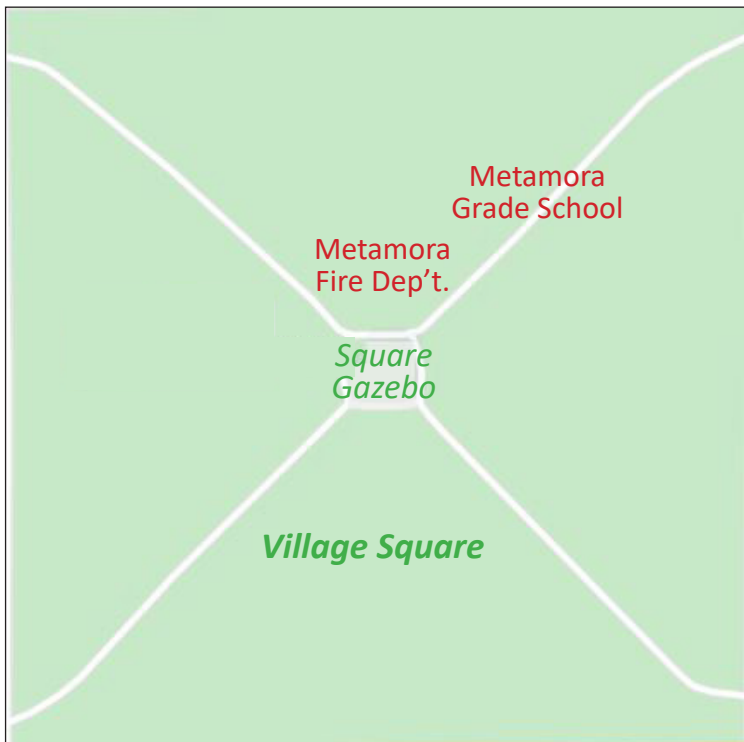 Metamora
Grade School
Metamora
Fire Dep't.
Square
Gazebo
Village Square